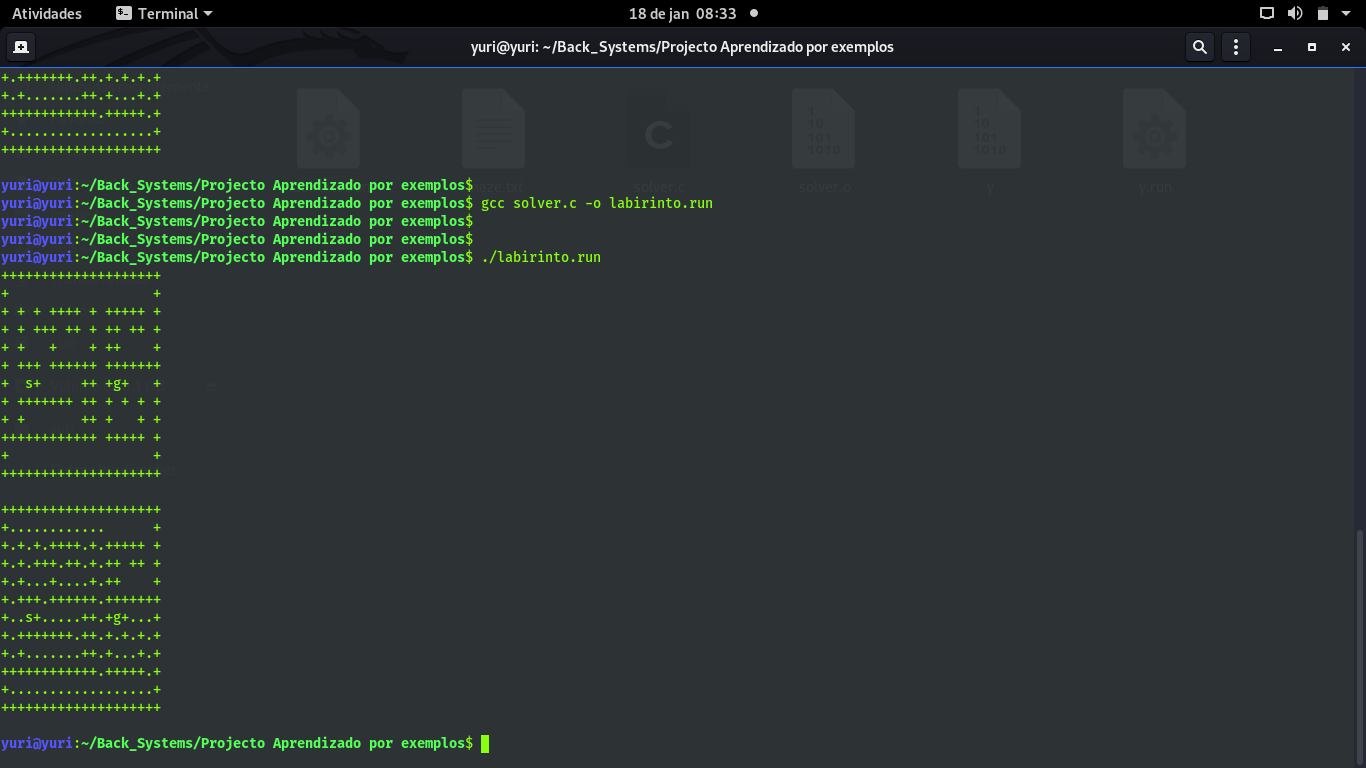 Atividades Terminal 18 de jan 08:33
yuri@yuri: ~/Back_Systems/Projecto Aprendizado por exemplos
+.+++++++.++.+.+.+.+
+.+.......++.+...+.+
++++++++++++.+++++.+
+..................+
++++++++++++++++++++
yuri@yuri:~/Back_Systems/Projecto Aprendizado por exemplos$
yuri@yuri:~/Back_Systems/Projecto Aprendizado por exemplos$ gcc solver.c -o labirinto.run
yuri@yuri:~/Back_Systems/Projecto Aprendizado por exemplos$
yuri@yuri:~/Back_Systems/Projecto Aprendizado por exemplos$
yuri@yuri:~/Back_Systems/Projecto Aprendizado por exemplos$ ./labirinto.run
++++++++++++++++++++
+                  +
+ + + ++++ + +++++ +
+ + +++ ++ + ++ ++ +
+ +   +    + ++    +
+ +++ ++++++ +++++++
+  s+     ++ +g+   +
+ +++++++ ++ + + + +
+ +       ++ +   + +
++++++++++++ +++++ +
+                  +
++++++++++++++++++++
++++++++++++++++++++
+............      +
+.+.+.++++.+.+++++ +
+.+.+++.++.+.++ ++ +
+.+...+....+.++    +
+.+++.++++++.+++++++
+..s+.....++.+g+...+
+.+++++++.++.+.+.+.+
+.+.......++.+...+.+
++++++++++++.+++++.+
+..................+
++++++++++++++++++++
yuri@yuri:~/Back_Systems/Projecto Aprendizado por exemplos$
solver.c
solver.o
y
y.run